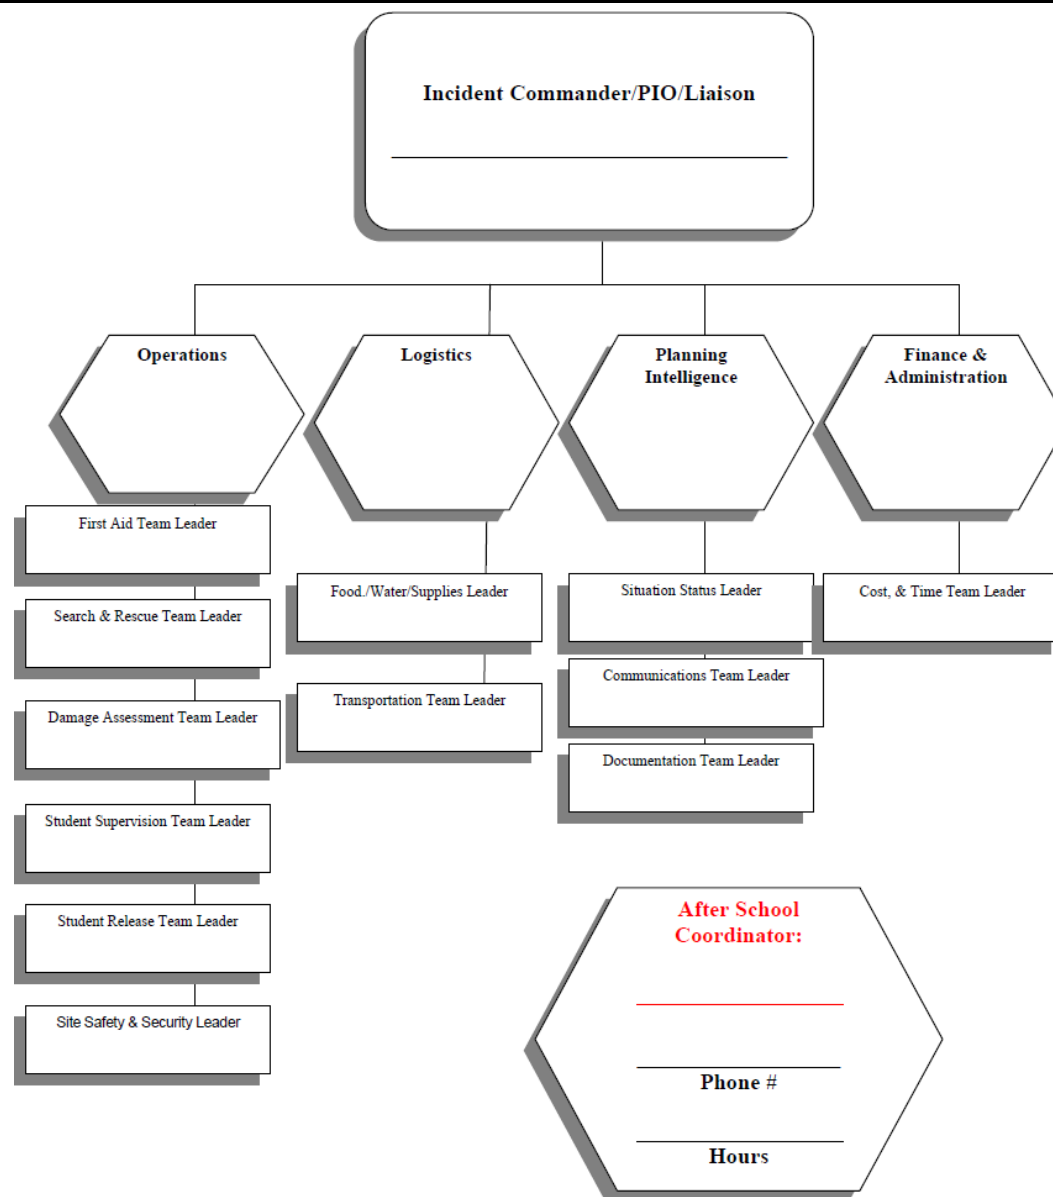 Incident Commander/PIO/Liaison
Operations
Logistics
Planning
Intelligence
Finance &
Administration
First Aid Team Leader
Search & Rescue Team Leader
Damage Assessment Team Leader
Student Supervision Team Leader
Student Release Team Leader
Site Safety & Security Leader
Food./Water/Supplies Leader
Transportation Team Leader
Situation Status Leader
Communications Team Leader
Documentation Team Leader
Cost, & Time Team Leader
After School
Coordinator:
Phone #
Hours